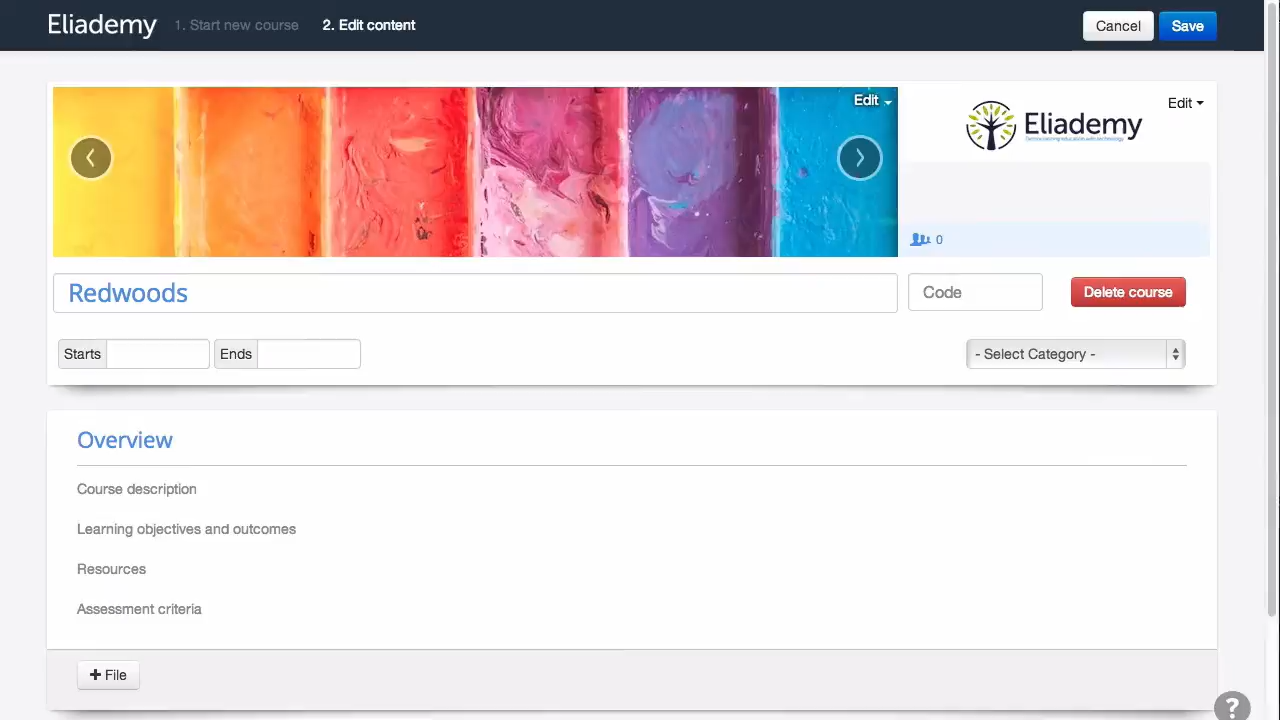 Eliademy 1. Start new course 2. Edit content Cancel Save
Edit
Edit
Eliademy
0
Redwoods Code Delete course
Starts Ends - Select Category -
Overview
Course description
Learning objectives and outcomes
Resources
Assessment criteria
+ File
?